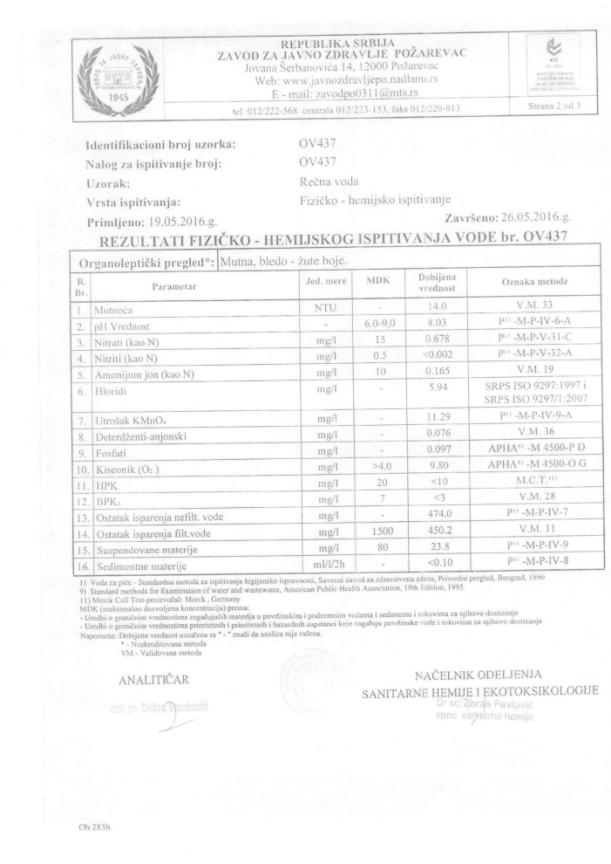 REPUBLIKA SRBIJA
ZAVOD ZA JAVNO ZDRAVLJE POŽAREVAC
Jovana Šerbanovića 14, 12000 Požarevac
Web: www.javnozdravljepo.nadlanu.rs
E - mail: zavodpo0311@mts.rs
tel: 012/222-568 centrala 012/223-153, faks 012/220-913
1945
Strana 2 od 3
Identifikacioni broj uzorka: OV437
Nalog za ispitivanje broj: OV437
Uzorak: Rečna voda
Vrsta ispitivanja: Fizičko - hemijsko ispitivanje
Primljeno: 19.05.2016.g. Završeno: 26.05.2016.g.
REZULTATI FIZIČKO - HEMIJSKOG ISPITIVANJA VODE br. OV437
Organoleptički pregled*: Mutna, bledo - žute boje.
R. Br. Parametar Jed. mere MDK Dobijena vrednost Oznaka metode
1. Mutnoća NTU - 14.0 V.M. 33
2. pH Vrednost - 6.0-9.0 8.03 P¹⁾ -M-P-IV-6-A
3. Nitrati (kao N) mg/l 15 0.678 P¹⁾ -M-P-V-31-C
4. Nitriti (kao N) mg/l 0.5 <0.002 P¹⁾ -M-P-V-32-A
5. Amonijum jon (kao N) mg/l 10 0.165 V.M. 19
6. Hloridi mg/l - 5.94 SRPS ISO 9297:1997 i
SRPS ISO 9297/1:2007
7. Utrošak KMnO₄ mg/l - 11.29 P¹⁾ -M-P-IV-9-A
8. Deterdženti-anjonski mg/l - 0.076 V.M. 36
9. Fosfati mg/l - 0.097 APHA⁹⁾ -M 4500-P D
10. Kiseonik (O₂ ) mg/l >4.0 9.80 APHA⁹⁾ -M 4500-O G
11. HPK mg/l 20 <10 M.C.T.¹¹⁾
12. BPK₅ mg/l 7 <3 V.M. 28
13. Ostatak isparenja nefilt. vode mg/l - 474.0 P¹⁾ -M-P-IV-7
14. Ostatak isparenja filt.vode mg/l 1500 450.2 V.M. 11
15. Suspendovane materije mg/l 80 23.8 P¹⁾ -M-P-IV-9
16. Sedimentne materije ml/l/2h - <0.10 P¹⁾ -M-P-IV-8
1) Voda za piće - Standardna metoda za ispitivanje higijenske ispravnosti, Savezni zavod za zdravstvenu zaštitu, Privredni pregled, Beograd, 1990
9) Standard methods for Examination of water and wastewater, American Public Health Association, 19th Edition, 1995.
11) Merck Cell Test-proizvođač: Merck , Germany
MDK (maksimalno dozvoljena koncentracija) prema:
- Uredbi o graničnim vrednostima zagađujućih materija u površinskim i podzemnim vodama i sedimentu i rokovima za njihovo dostizanje
- Uredbi o graničnim vrednostima prioritetnih i prioritetnih i hazardnih supstanci koje zagađuju površinske vode i rokovima za njihovo dostizanje
Napomena: Dobijena vrednost označena sa " - " znači da analiza nije rađena.
* - Neakreditovana metoda
VM - Validovana metoda
ANALITIČAR
NAČELNIK ODELJENJA
SANITARNE HEMIJE I EKOTOKSIKOLOGIJE
Dr sci Zoran Pavlović
spec. sanitarne hemije
Ob 283b